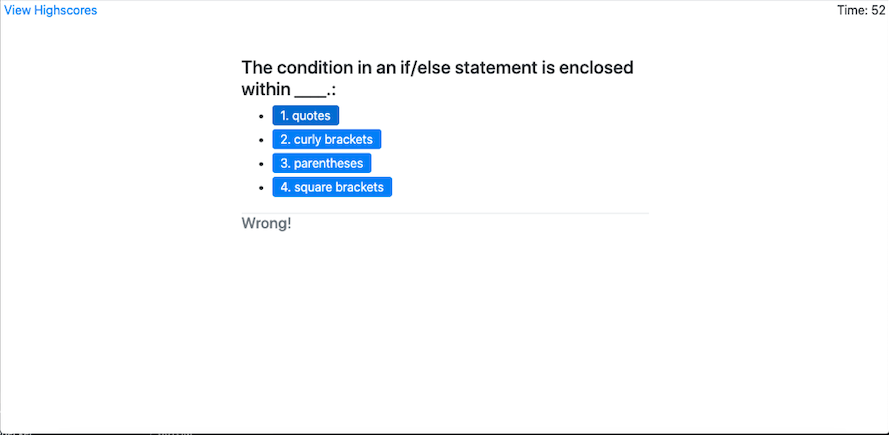 View Highscores
Time: 52
The condition in an if/else statement is enclosed
within ____.:
1. quotes
2. curly brackets
3. parentheses
4. square brackets
Wrong!